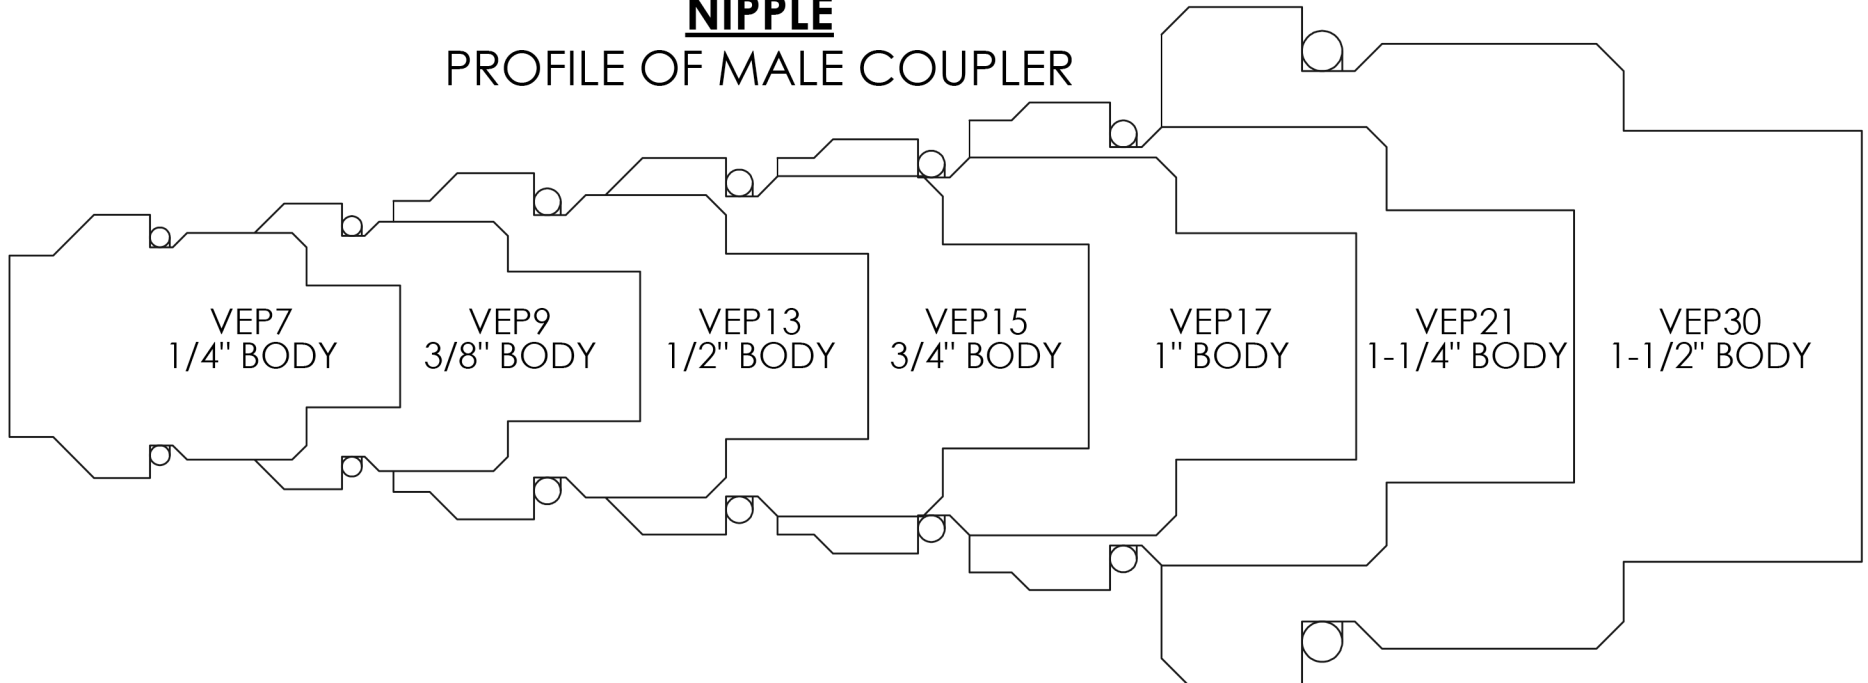 NIPPLE
PROFILE OF MALE COUPLER
VEP7
1/4" BODY
VEP9
3/8" BODY
VEP13
1/2" BODY
VEP15
3/4" BODY
VEP17
1" BODY
VEP21
1-1/4" BODY
VEP30
1-1/2" BODY